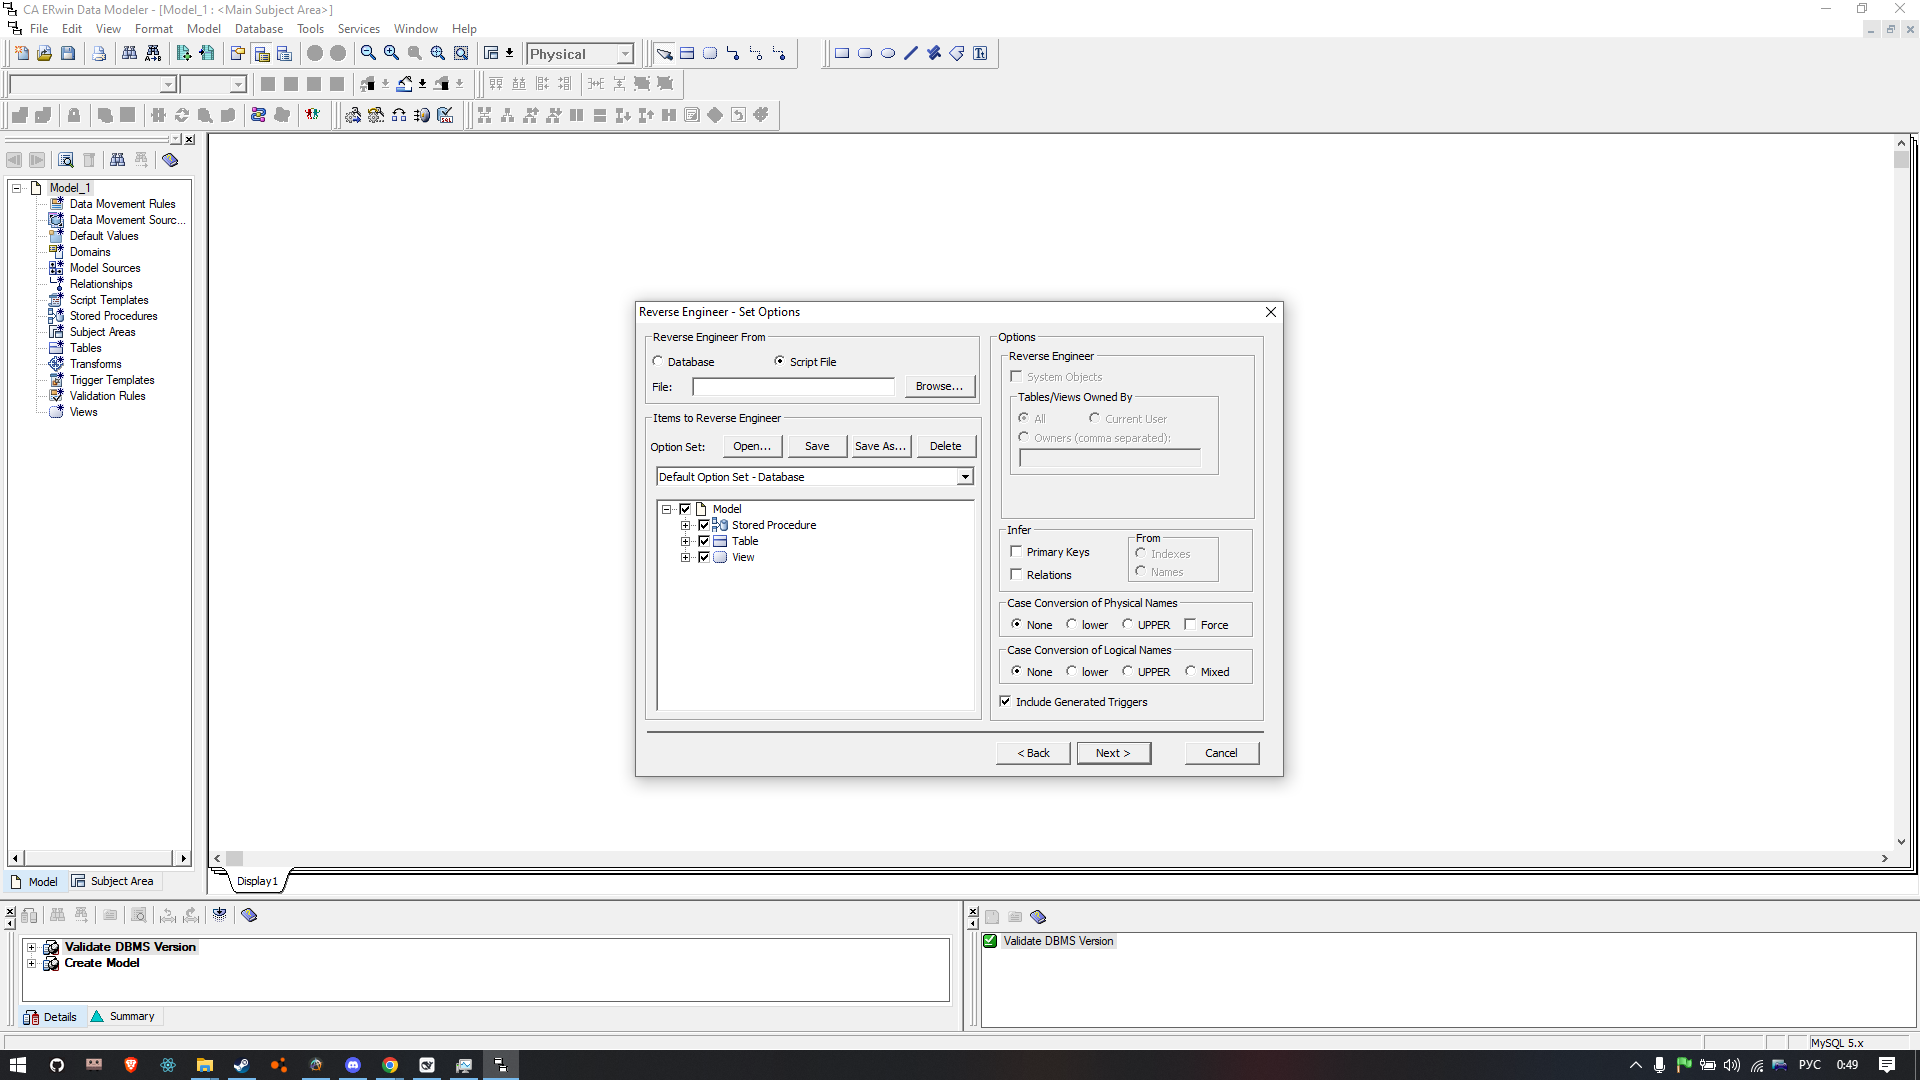 CA ERwin Data Modeler - [Model_1 : <Main Subject Area>]
File Edit View Format Model Database Tools Services Window Help
Physical
Model_1
Data Movement Rules
Data Movement Sourc...
Default Values
Domains
Model Sources
Relationships
Script Templates
Stored Procedures
Subject Areas
Tables
Transforms
Trigger Templates
Validation Rules
Views
Model Subject Area
Display1
Reverse Engineer - Set Options
Reverse Engineer From
Database Script File
File: Browse...
Items to Reverse Engineer
Option Set: Open... Save Save As... Delete
Default Option Set - Database
Model
Stored Procedure
Table
View
Options
Reverse Engineer
System Objects
Tables/Views Owned By
All Current User
Owners (comma separated):
Infer
Primary Keys
Relations
From
Indexes
Names
Case Conversion of Physical Names
None lower UPPER Force
Case Conversion of Logical Names
None lower UPPER Mixed
Include Generated Triggers
< Back Next > Cancel
Validate DBMS Version
Create Model
Details Summary
Validate DBMS Version
MySQL 5.x
РУС 0:49